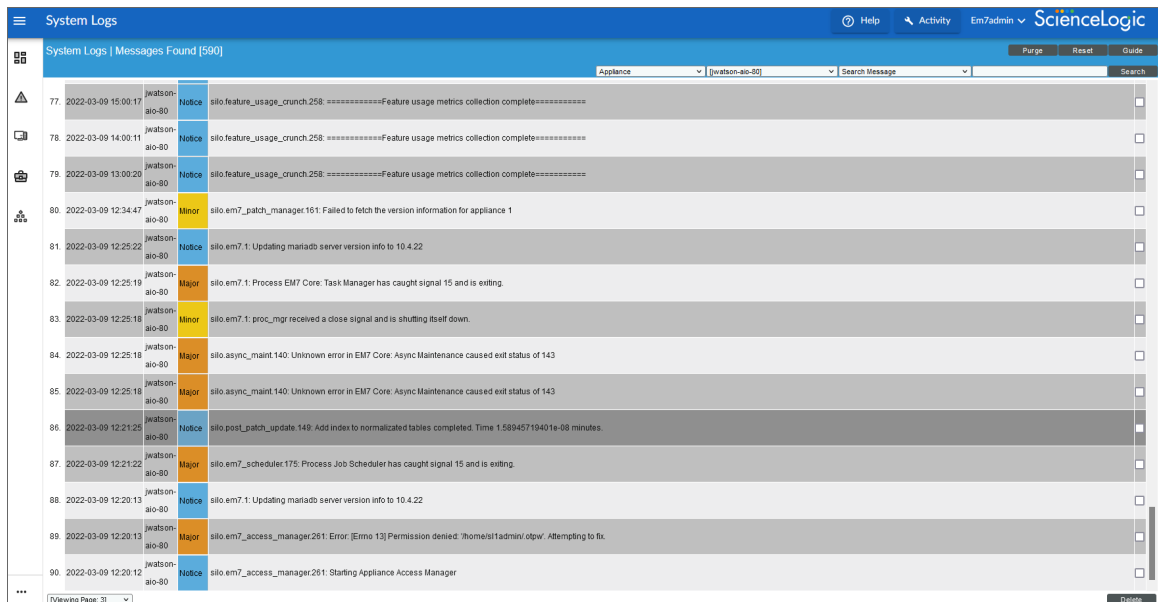 System Logs
Help
Activity
Em7admin
ScienceLogic
System Logs | Messages Found [590]
Purge
Reset
Guide
Appliance
[jwatson-aio-80]
Search Message
Search
77. 2022-03-09 15:00:17 jwatson-aio-80 Notice silo.feature_usage_crunch.258: ============Feature usage metrics collection complete===========
78. 2022-03-09 14:00:11 jwatson-aio-80 Notice silo.feature_usage_crunch.258: ============Feature usage metrics collection complete===========
79. 2022-03-09 13:00:20 jwatson-aio-80 Notice silo.feature_usage_crunch.258: ============Feature usage metrics collection complete===========
80. 2022-03-09 12:34:47 jwatson-aio-80 Minor silo.em7_patch_manager.161: Failed to fetch the version information for appliance 1
81. 2022-03-09 12:25:22 jwatson-aio-80 Notice silo.em7.1: Updating mariadb server version info to 10.4.22
82. 2022-03-09 12:25:19 jwatson-aio-80 Major silo.em7.1: Process EM7 Core: Task Manager has caught signal 15 and is exiting.
83. 2022-03-09 12:25:18 jwatson-aio-80 Minor silo.em7.1: proc_mgr received a close signal and is shutting itself down.
84. 2022-03-09 12:25:18 jwatson-aio-80 Major silo.async_maint.140: Unknown error in EM7 Core: Async Maintenance caused exit status of 143
85. 2022-03-09 12:25:18 jwatson-aio-80 Major silo.async_maint.140: Unknown error in EM7 Core: Async Maintenance caused exit status of 143
86. 2022-03-09 12:21:25 jwatson-aio-80 Notice silo.post_patch_update.149: Add index to normalizated tables completed. Time 1.58945719401e-08 minutes.
87. 2022-03-09 12:21:22 jwatson-aio-80 Major silo.em7_scheduler.175: Process Job Scheduler has caught signal 15 and is exiting.
88. 2022-03-09 12:20:13 jwatson-aio-80 Notice silo.em7.1: Updating mariadb server version info to 10.4.22
89. 2022-03-09 12:20:13 jwatson-aio-80 Major silo.em7_access_manager.261: Error: [Errno 13] Permission denied: '/home/sl1admin/.otpw'. Attempting to fix.
90. 2022-03-09 12:20:12 jwatson-aio-80 Notice silo.em7_access_manager.261: Starting Appliance Access Manager
[Viewing Page: 3]
Delete